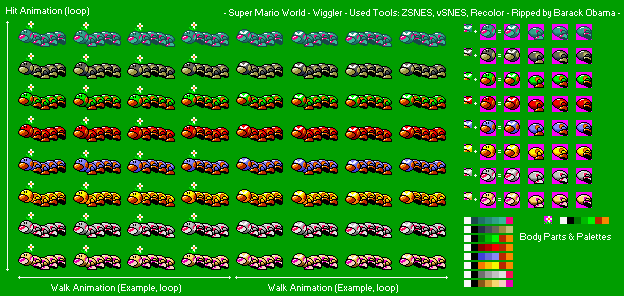 Hit Animation (loop)
- Super Mario World - Wiggler - Used Tools: ZSNES, vSNES, Recolor - Ripped by Barack Obama -
Body Parts & Palettes
Walk Animation (Example, loop)
Walk Animation (Example, loop)